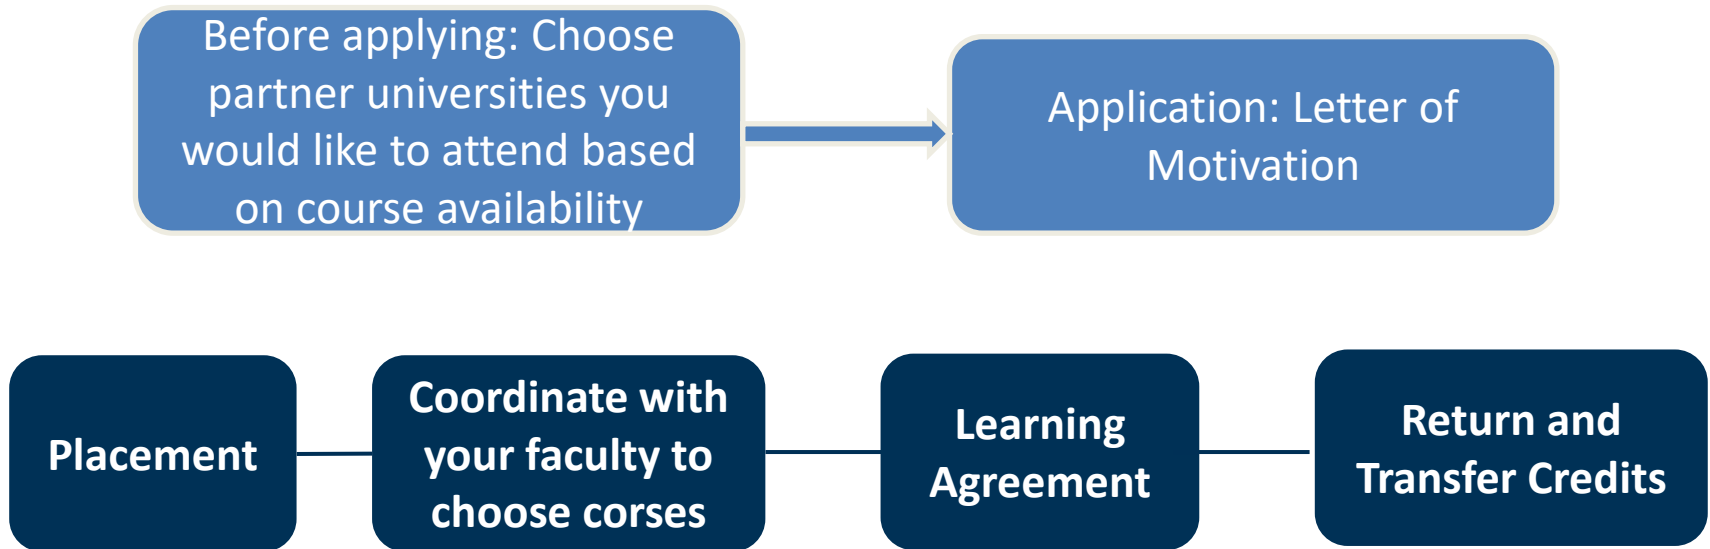 Before applying: Choose
partner universities you
would like to attend based
on course availability
Application: Letter of
Motivation
Placement
Coordinate with
your faculty to
choose corses
Learning
Agreement
Return and
Transfer Credits